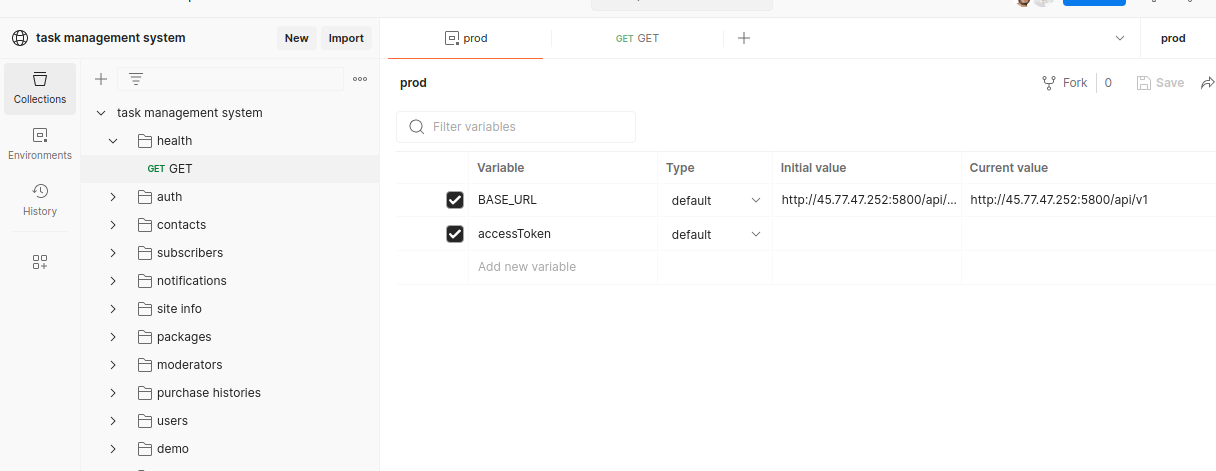 task management system New Import
prod GET GET prod
Collections
Environments
History
task management system
health
GET GET
auth
contacts
subscribers
notifications
site info
packages
moderators
purchase histories
users
demo
prod Fork 0 Save
Filter variables
Variable Type Initial value Current value
BASE_URL default http://45.77.47.252:5800/api/... http://45.77.47.252:5800/api/v1
accessToken default
Add new variable